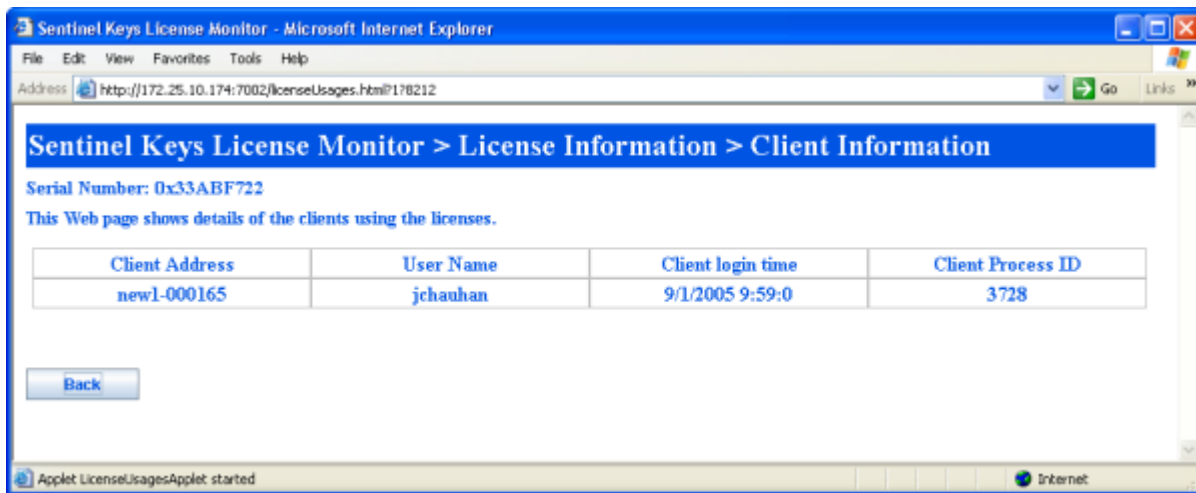 Sentinel Keys License Monitor - Microsoft Internet Explorer
File Edit View Favorites Tools Help
Address http://172.25.10.174:7002/licenseUsages.html?1?8212 Go Links »
Sentinel Keys License Monitor > License Information > Client Information
Serial Number: 0x33ABF722
This Web page shows details of the clients using the licenses.
Client Address User Name Client login time Client Process ID
new1-000165 jchauhan 9/1/2005 9:59:0 3728
Back
Applet LicenseUsagesApplet started Internet